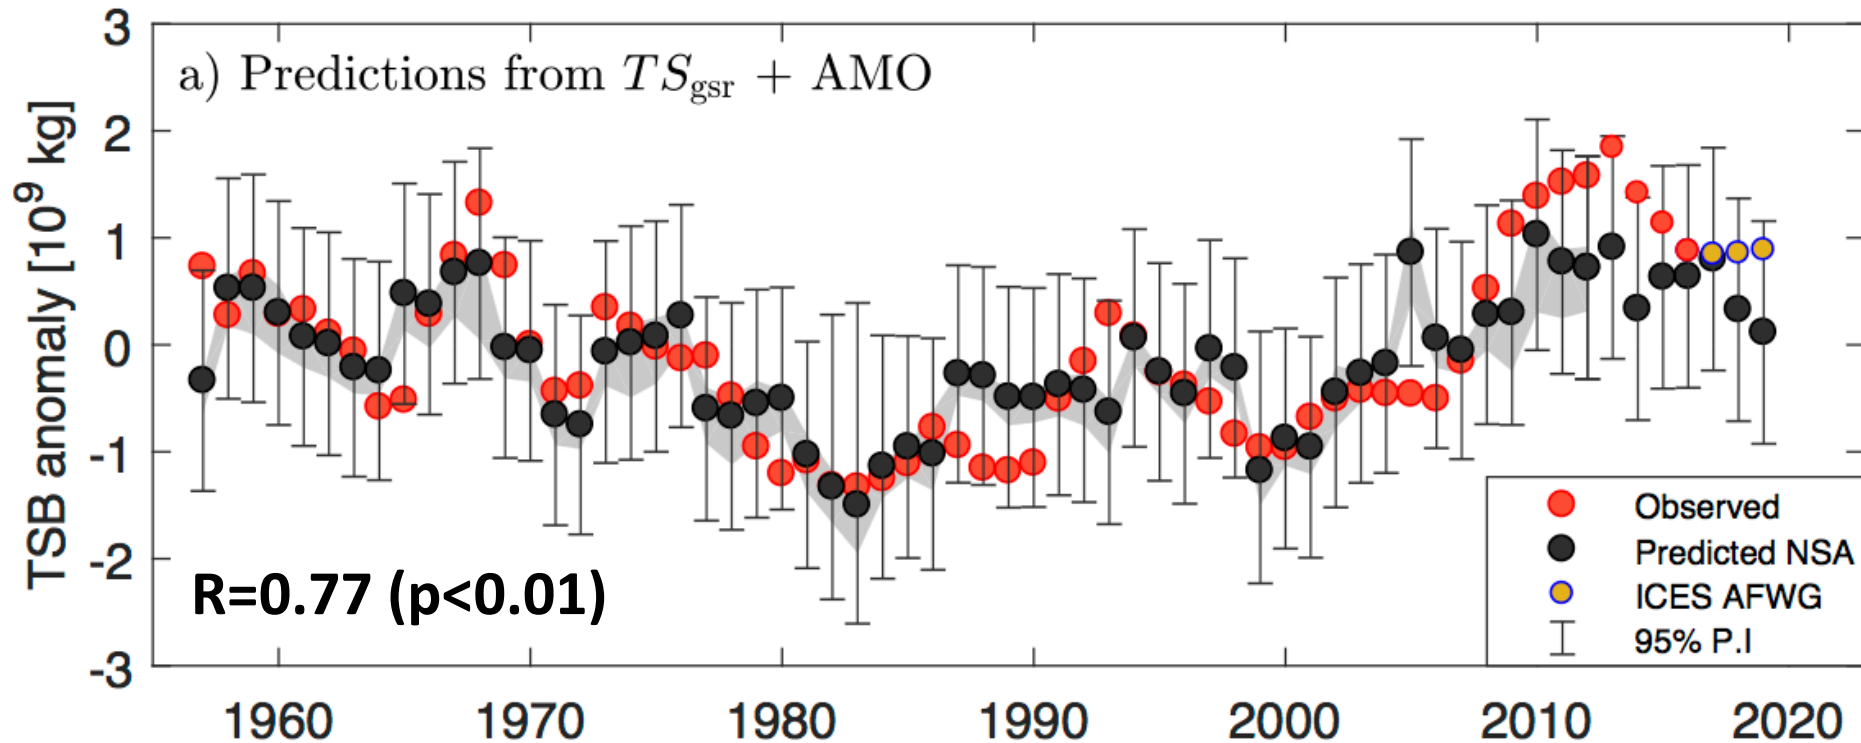 3
a) Predictions from TSgsr + AMO
2
1
0
-1
-2
-3
TSB anomaly [10⁹ kg]
R=0.77 (p<0.01)
Observed
Predicted NSA
ICES AFWG
95% P.I
1960 1970 1980 1990 2000 2010 2020